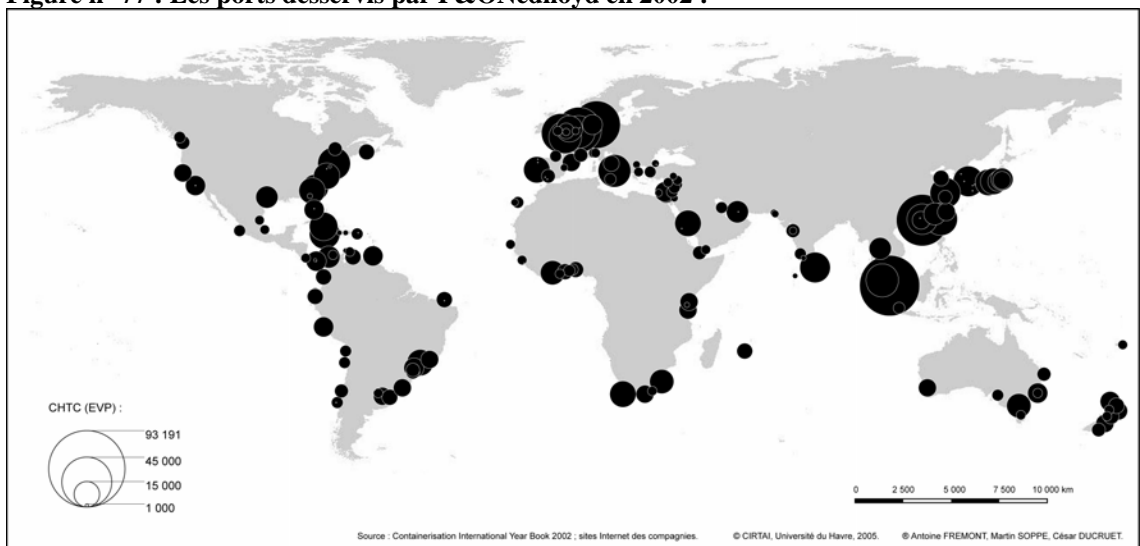 Figure n° 77 : Les ports desservis par P&ONedlloyd en 2002 .
CHTC (EVP) :
93 191
45 000
15 000
1 000
0 2 500 5 000 7 500 10 000 km
Source : Containerisation International Year Book 2002 ; sites Internet des compagnies. © CIRTAI, Université du Havre, 2005. ® Antoine FREMONT, Martin SOPPE, César DUCRUET.